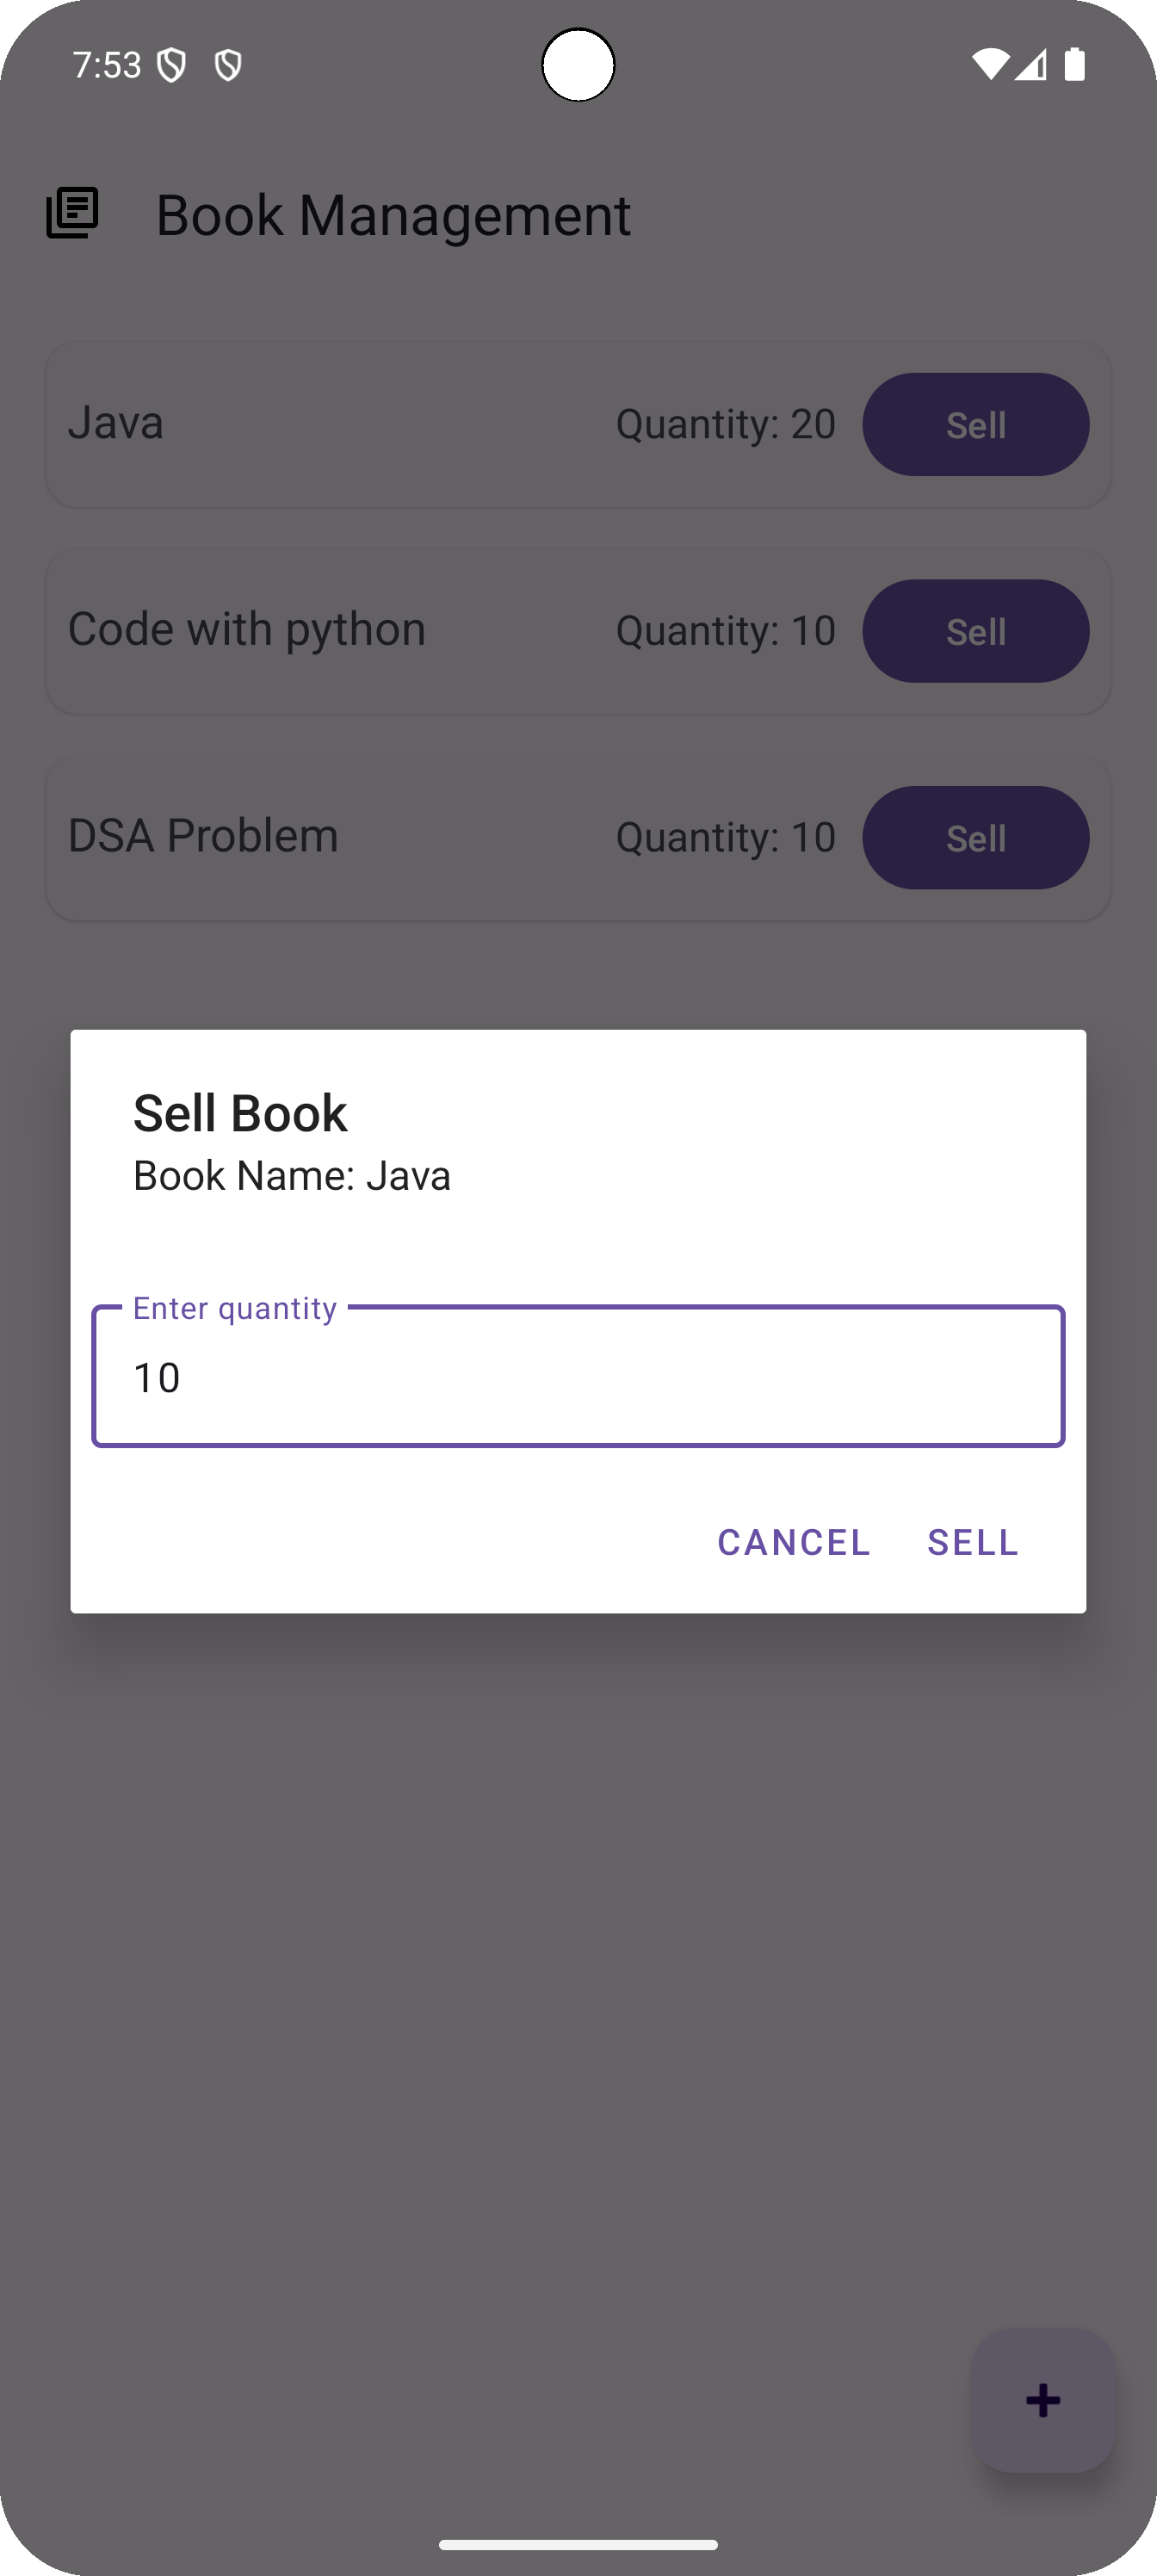 7:53
Book Management
Java Quantity: 20 Sell
Code with python Quantity: 10 Sell
DSA Problem Quantity: 10 Sell
Sell Book
Book Name: Java
Enter quantity
10
CANCEL SELL
+